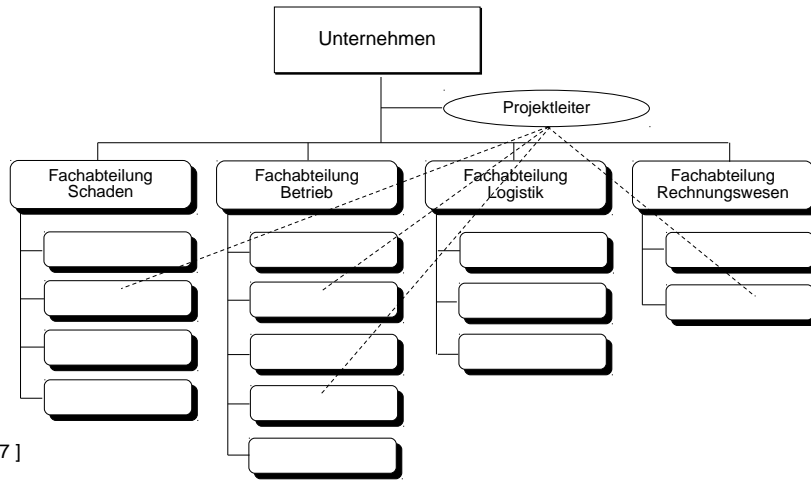 Unternehmen
Projektleiter
Fachabteilung
Schaden
Fachabteilung
Betrieb
Fachabteilung
Logistik
Fachabteilung
Rechnungswesen
7 ]